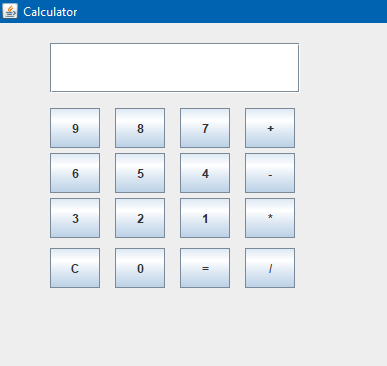 Calculator
9 8 7 +
6 5 4 -
3 2 1 *
C 0 = /